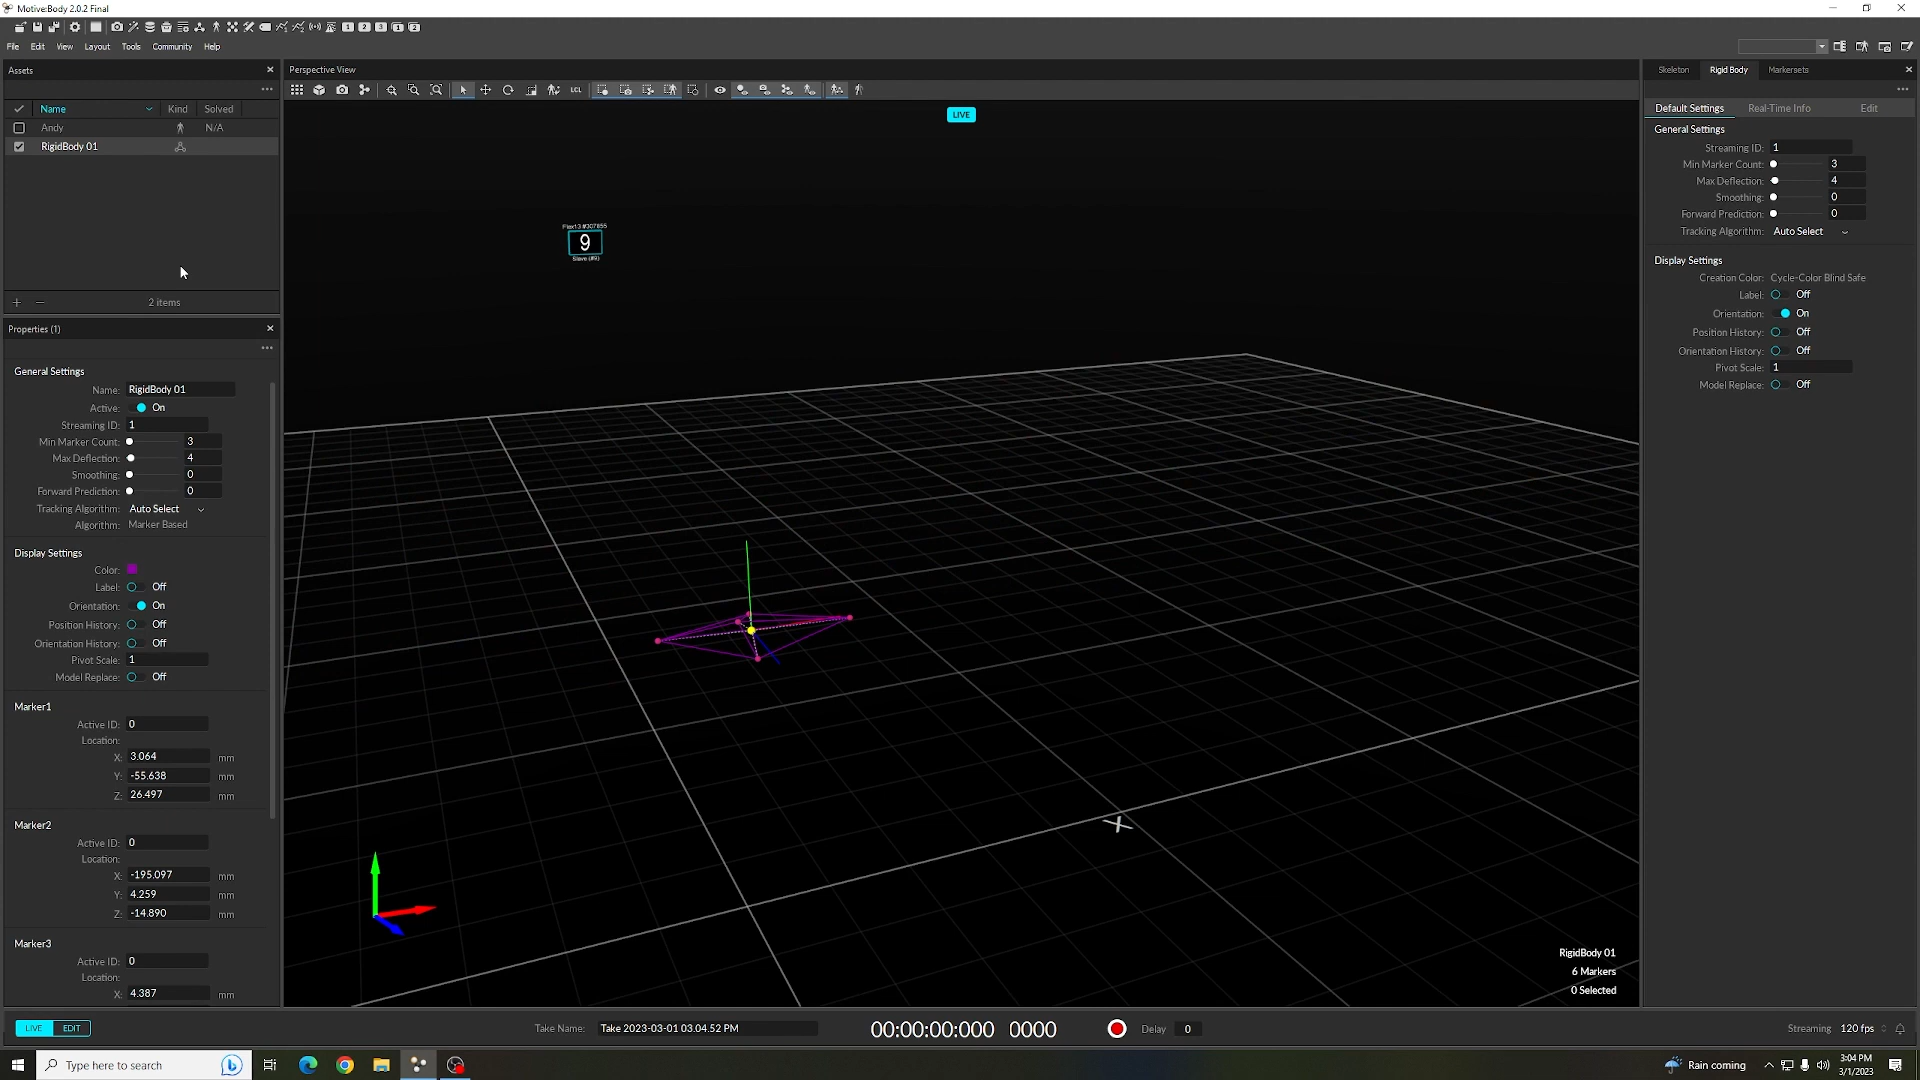 Motive:Body 2.0.2 Final
File Edit View Layout Tools Community Help
Assets
Name Kind Solved
Andy N/A
RigidBody 01
2 items
Properties (1)
General Settings
Name: RigidBody 01
Active: On
Streaming ID: 1
Min Marker Count: 3
Max Deflection: 4
Smoothing: 0
Forward Prediction: 0
Tracking Algorithm: Auto Select
Algorithm: Marker Based
Display Settings
Color:
Label: Off
Orientation: On
Position History: Off
Orientation History: Off
Pivot Scale: 1
Model Replace: Off
Marker1
Active ID: 0
Location:
X: 3.064 mm
Y: -55.638 mm
Z: 26.497 mm
Marker2
Active ID: 0
Location:
X: -195.097 mm
Y: 4.259 mm
Z: -14.890 mm
Marker3
Active ID: 0
Location:
X: 4.387 mm
Perspective View
LCL
LIVE
Flex13 #307855
9
Slave (#9)
RigidBody 01
6 Markers
0 Selected
Skeleton Rigid Body Markersets
Default Settings Real-Time Info Edit
General Settings
Streaming ID: 1
Min Marker Count: 3
Max Deflection: 4
Smoothing: 0
Forward Prediction: 0
Tracking Algorithm: Auto Select
Display Settings
Creation Color: Cycle-Color Blind Safe
Label: Off
Orientation: On
Position History: Off
Orientation History: Off
Pivot Scale: 1
Model Replace: Off
LIVE EDIT
Take Name: Take 2023-03-01 03.04.52 PM
00:00:00:000 0000
Delay 0
Streaming 120 fps
Type here to search
Rain coming
3:04 PM
3/1/2023